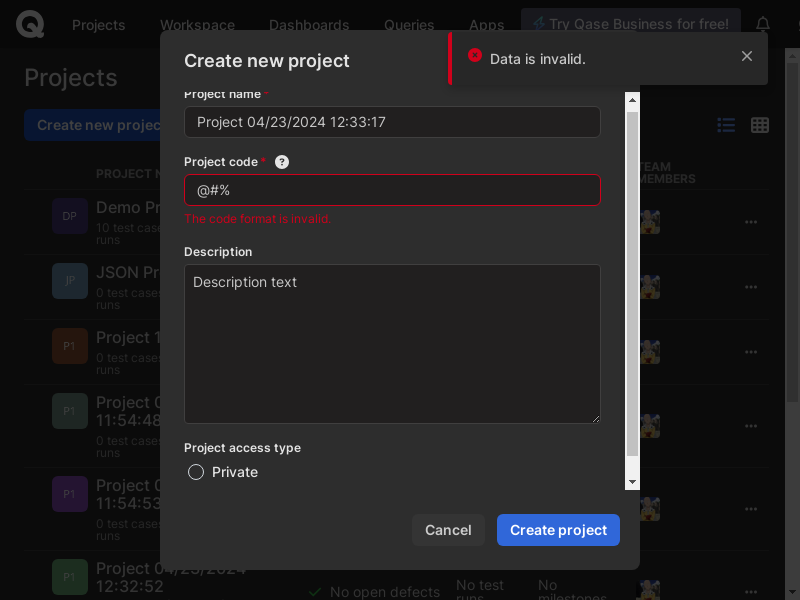 Projects Workspace Dashboards Queries Apps Try Qase Business for free!
Create new project
Data is invalid.
Projects
Project name *
Project 04/23/2024 12:33:17
Create new projec
Project code * ?
@#%
The code format is invalid.
PROJECT N
TEAM
MEMBERS
Description
Description text
DP
Demo Pr
10 test case
runs
JP
JSON Pr
0 test cases
runs
P1
Project 1
0 test cases
runs
P1
Project 0
11:54:48
0 test cases
runs
Project access type
Private
P1
Project 0
11:54:53
0 test cases
runs
Cancel
Create project
P1
Project 04/23/2024
12:32:52
No open defects
No test
runs
No
milestones